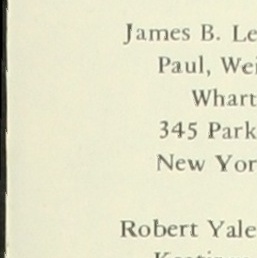 James B. Le
Paul, Wei
Whart
345 Park
New Yor
Robert Yale